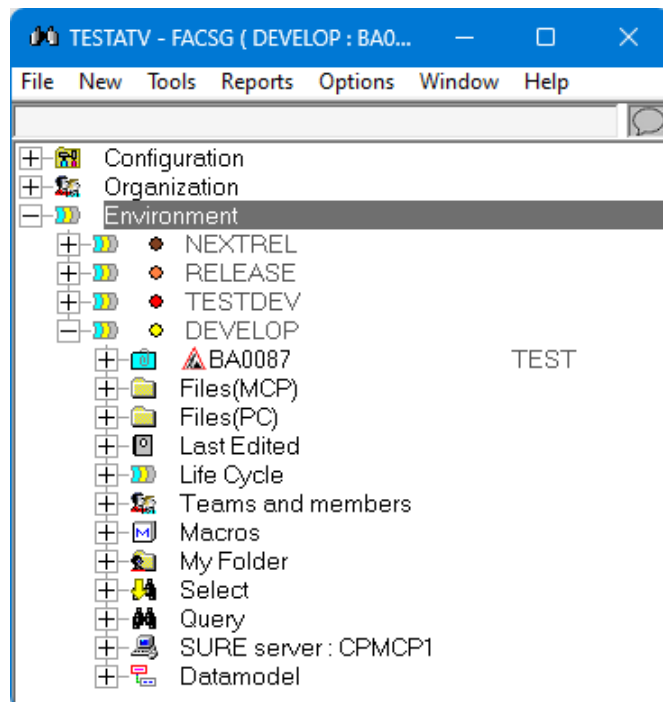 TESTATV - FACSG ( DEVELOP : BA0...
File New Tools Reports Options Window Help
Configuration
Organization
Environment
NEXTREL
RELEASE
TESTDEV
DEVELOP
BA0087 TEST
Files(MCP)
Files(PC)
Last Edited
Life Cycle
Teams and members
Macros
My Folder
Select
Query
SURE server : CPMCP1
Datamodel